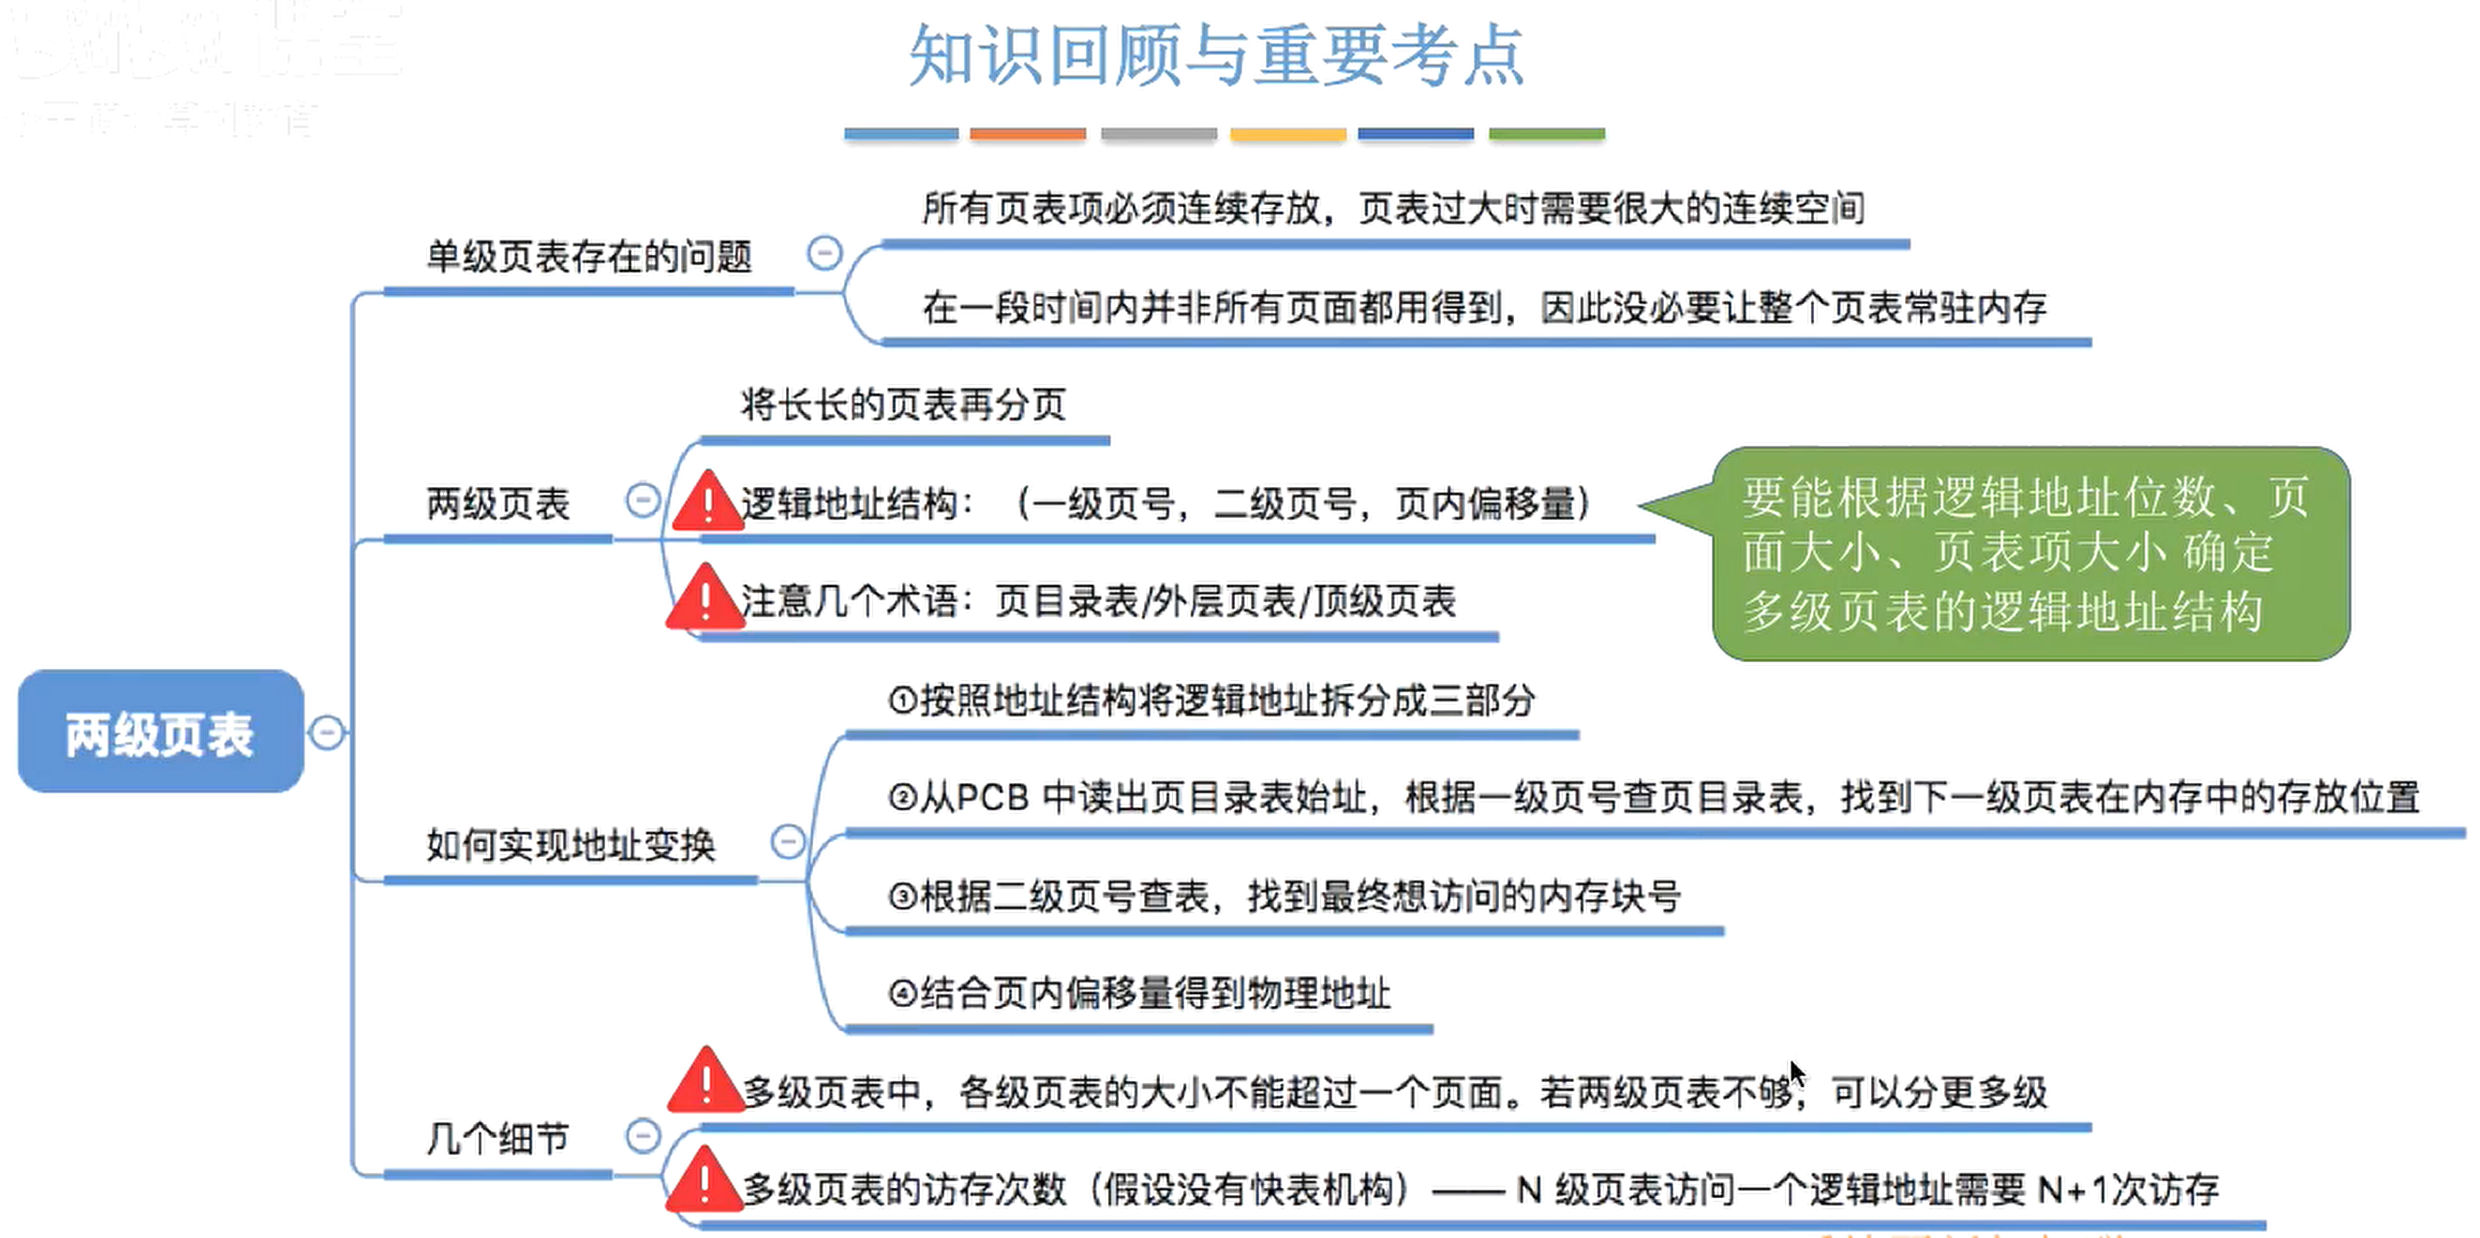 知识回顾与重要考点
单级页表存在的问题
所有页表项必须连续存放，页表过大时需要很大的连续空间
在一段时间内并非所有页面都用得到，因此没必要让整个页表常驻内存
两级页表
将长长的页表再分页
逻辑地址结构：（一级页号，二级页号，页内偏移量）
注意几个术语：页目录表/外层页表/顶级页表
要能根据逻辑地址位数、页
面大小、页表项大小 确定
多级页表的逻辑地址结构
两级页表
如何实现地址变换
①按照地址结构将逻辑地址拆分成三部分
②从PCB 中读出页目录表始址，根据一级页号查页目录表，找到下一级页表在内存中的存放位置
③根据二级页号查表，找到最终想访问的内存块号
④结合页内偏移量得到物理地址
几个细节
多级页表中，各级页表的大小不能超过一个页面。若两级页表不够，可以分更多级
多级页表的访存次数（假设没有快表机构）—— N 级页表访问一个逻辑地址需要 N+1次访存